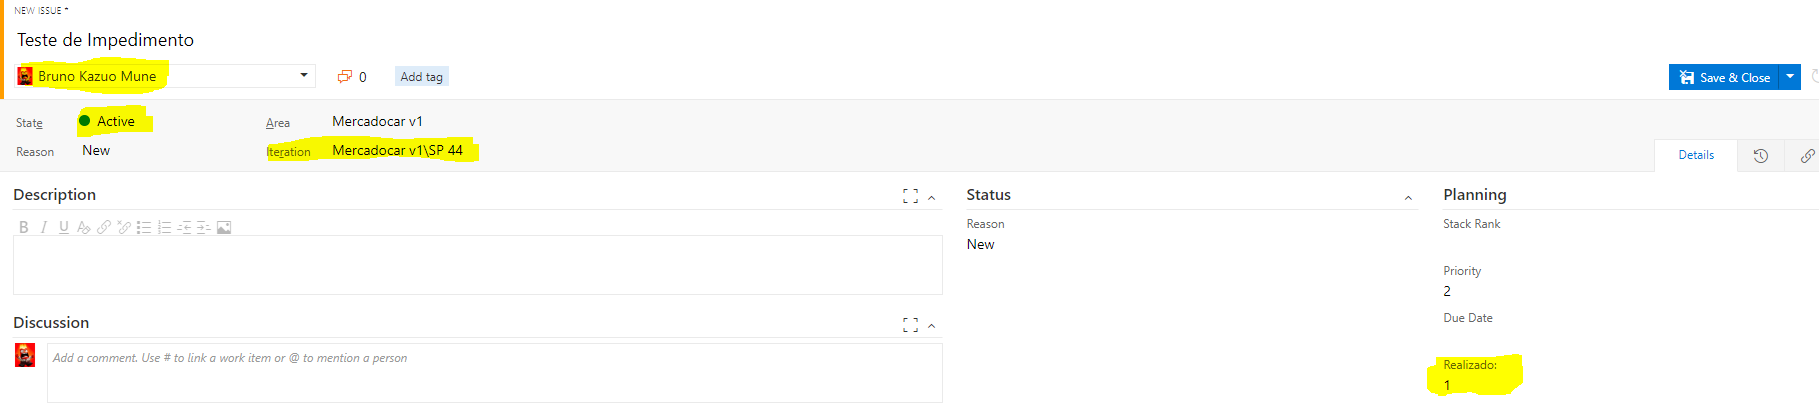 NEW ISSUE *
Teste de Impedimento
Bruno Kazuo Mune
0
Add tag
Save & Close
State
Active
Area
Mercadocar v1
Reason
New
Iteration
Mercadocar v1\SP 44
Details
Description
B I U
Discussion
Add a comment. Use # to link a work item or @ to mention a person
Status
Reason
New
Planning
Stack Rank
Priority
2
Due Date
Realizado:
1